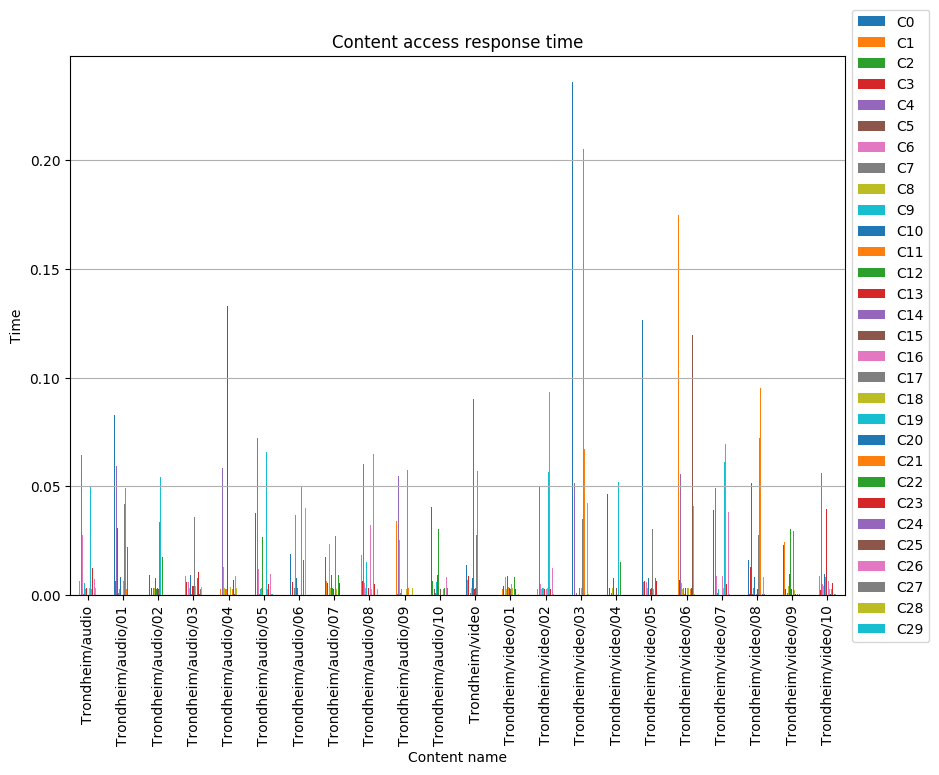 Content access response time
Time
0.20
0.15
0.10
0.05
0.00
Trondheim/audio
Trondheim/audio/01
Trondheim/audio/02
Trondheim/audio/03
Trondheim/audio/04
Trondheim/audio/05
Trondheim/audio/06
Trondheim/audio/07
Trondheim/audio/08
Trondheim/audio/09
Trondheim/audio/10
Trondheim/video
Trondheim/video/01
Trondheim/video/02
Trondheim/video/03
Trondheim/video/04
Trondheim/video/05
Trondheim/video/06
Trondheim/video/07
Trondheim/video/08
Trondheim/video/09
Trondheim/video/10
Content name
C0
C1
C2
C3
C4
C5
C6
C7
C8
C9
C10
C11
C12
C13
C14
C15
C16
C17
C18
C19
C20
C21
C22
C23
C24
C25
C26
C27
C28
C29